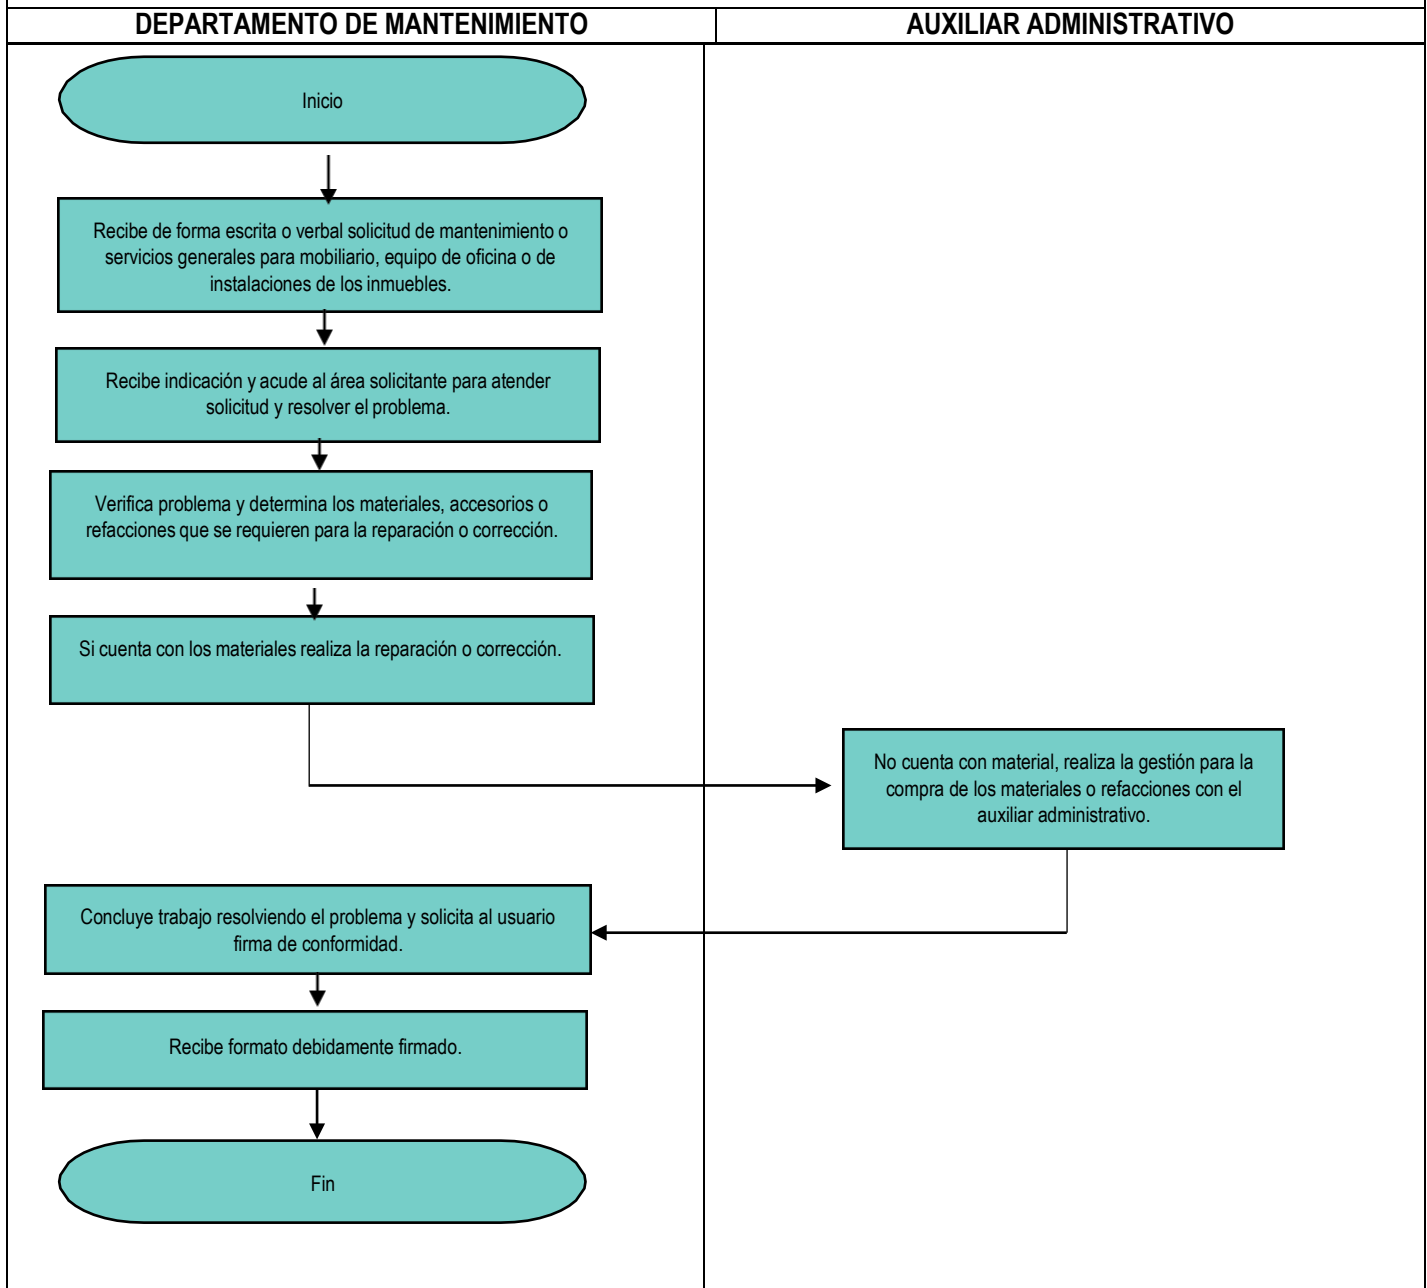 DEPARTAMENTO DE MANTENIMIENTO
AUXILIAR ADMINISTRATIVO
Inicio
Recibe de forma escrita o verbal solicitud de mantenimiento o
servicios generales para mobiliario, equipo de oficina o de
instalaciones de los inmuebles.
Recibe indicación y acude al área solicitante para atender
solicitud y resolver el problema.
Verifica problema y determina los materiales, accesorios o
refacciones que se requieren para la reparación o corrección.
Si cuenta con los materiales realiza la reparación o corrección.
No cuenta con material, realiza la gestión para la
compra de los materiales o refacciones con el
auxiliar administrativo.
Concluye trabajo resolviendo el problema y solicita al usuario
firma de conformidad.
Recibe formato debidamente firmado.
Fin